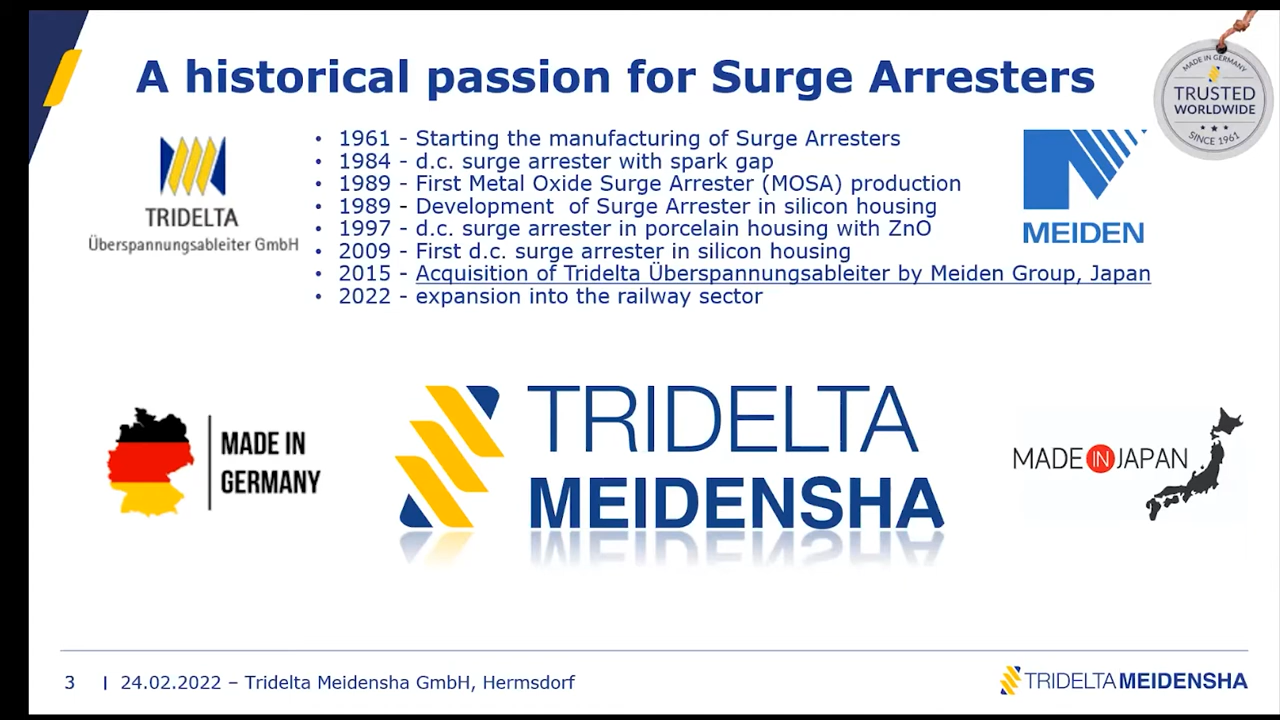 A historical passion for Surge Arresters
MADE IN GERMANY
TRUSTED
WORLDWIDE
SINCE 1961
TRIDELTA
Überspannungsableiter GmbH
• 1961 - Starting the manufacturing of Surge Arresters
• 1984 - d.c. surge arrester with spark gap
• 1989 - First Metal Oxide Surge Arrester (MOSA) production
• 1989 - Development of Surge Arrester in silicon housing
• 1997 - d.c. surge arrester in porcelain housing with ZnO
• 2009 - First d.c. surge arrester in silicon housing
• 2015 - Acquisition of Tridelta Überspannungsableiter by Meiden Group, Japan
• 2022 - expansion into the railway sector
MEIDEN
MADE IN
GERMANY
TRIDELTA
MEIDENSHA
MADE IN JAPAN
3 | 24.02.2022 – Tridelta Meidensha GmbH, Hermsdorf
TRIDELTA MEIDENSHA